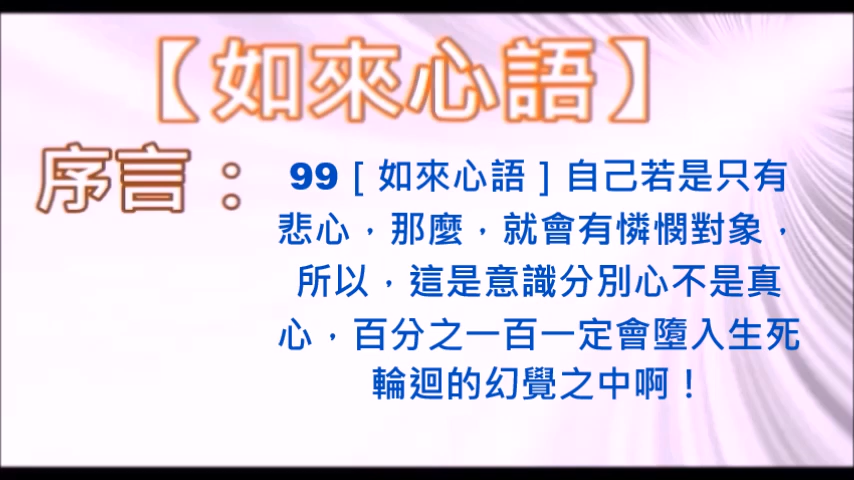 【如來心語】
序言：
99［如來心語］自己若是只有
悲心，那麼，就會有憐憫對象，
所以，這是意識分別心不是真
心，百分之一百一定會墮入生死
輪迴的幻覺之中啊！